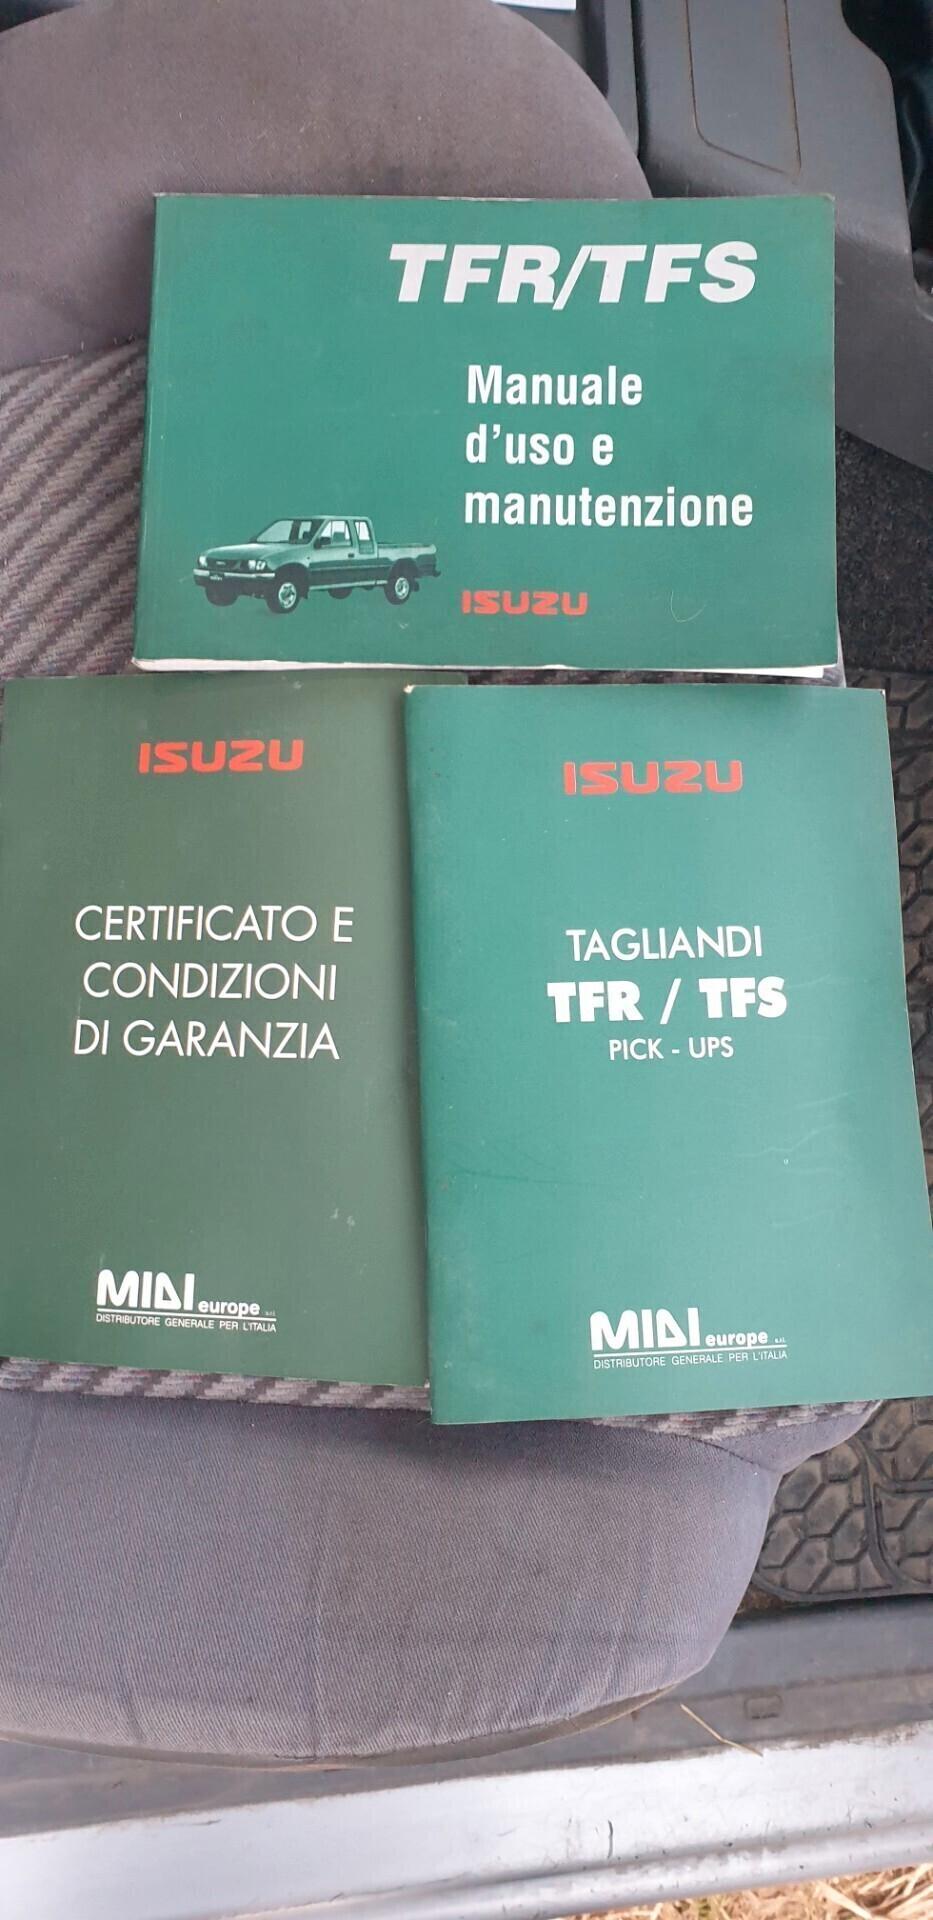 TFR/TFS
Manuale
d'uso e
manutenzione
ISUZU
ISUZU
CERTIFICATO E
CONDIZIONI
DI GARANZIA
MIDI europe s.r.l.
DISTRIBUTORE GENERALE PER L'ITALIA
ISUZU
TAGLIANDI
TFR / TFS
PICK - UPS
MIDI europe s.r.l.
DISTRIBUTORE GENERALE PER L'ITALIA